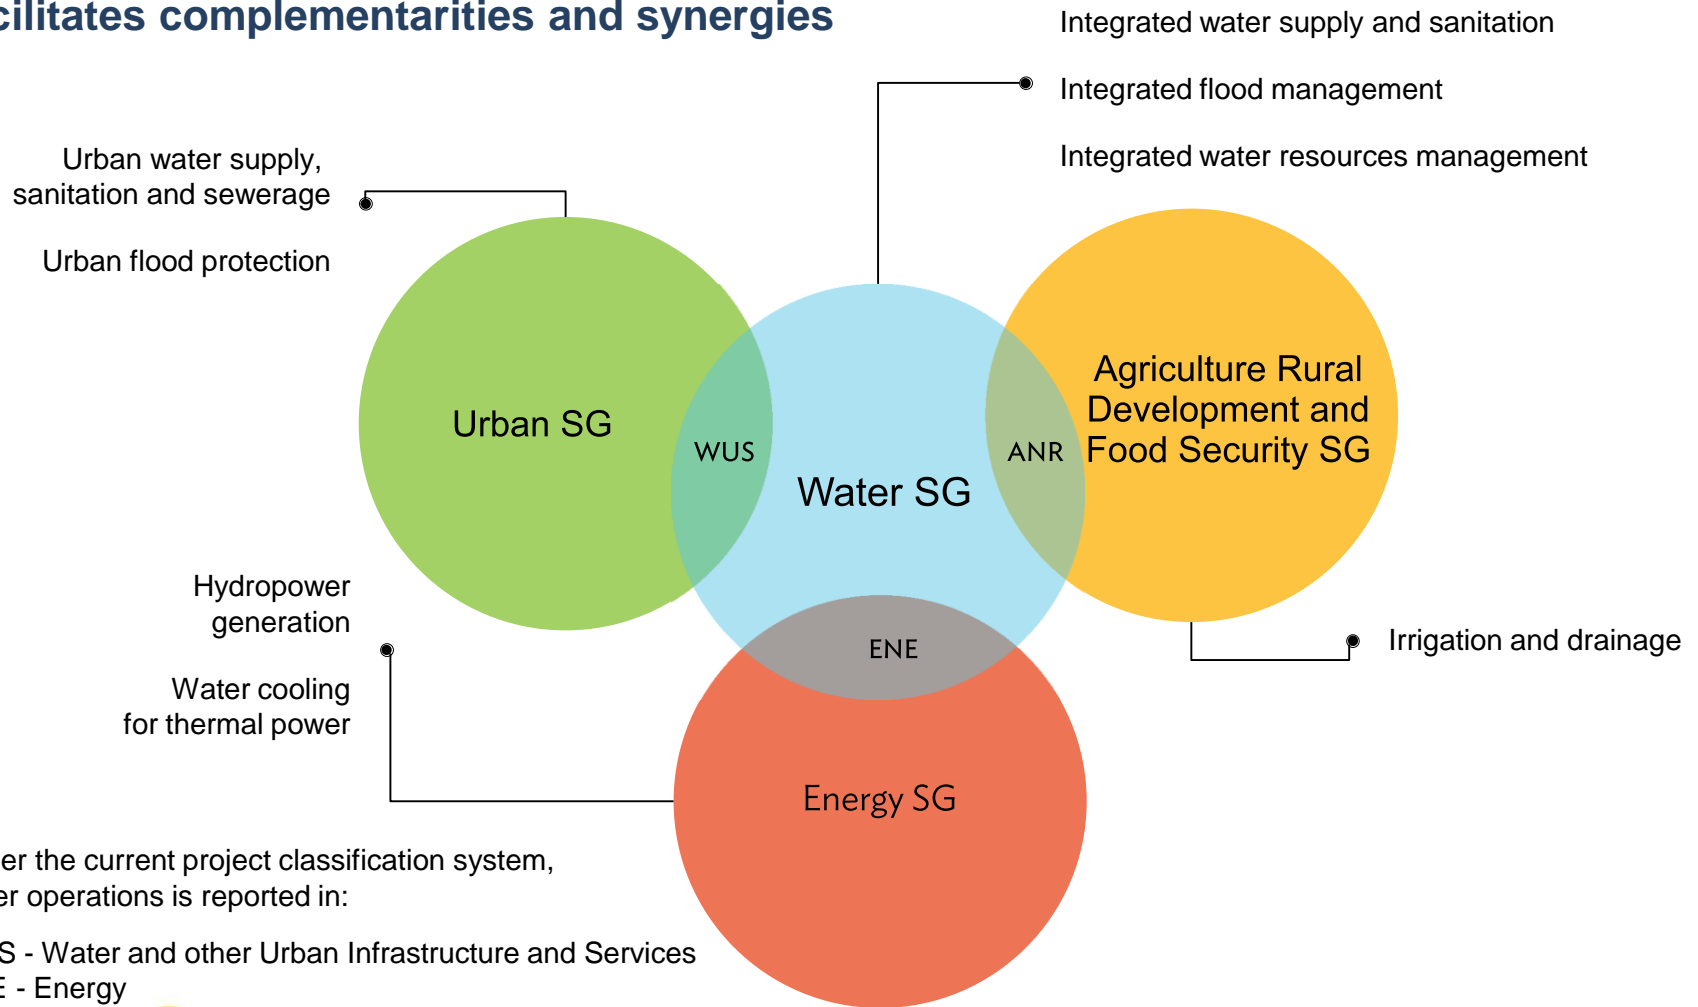 cilitates complementarities and synergies
Integrated water supply and sanitation
Integrated flood management
Integrated water resources management
Urban water supply,
sanitation and sewerage
Urban flood protection
Urban SG
WUS
Water SG
ANR
Agriculture Rural
Development and
Food Security SG
Hydropower
generation
Water cooling
for thermal power
ENE
Irrigation and drainage
Energy SG
er the current project classification system,
er operations is reported in:
S - Water and other Urban Infrastructure and Services
E - Energy